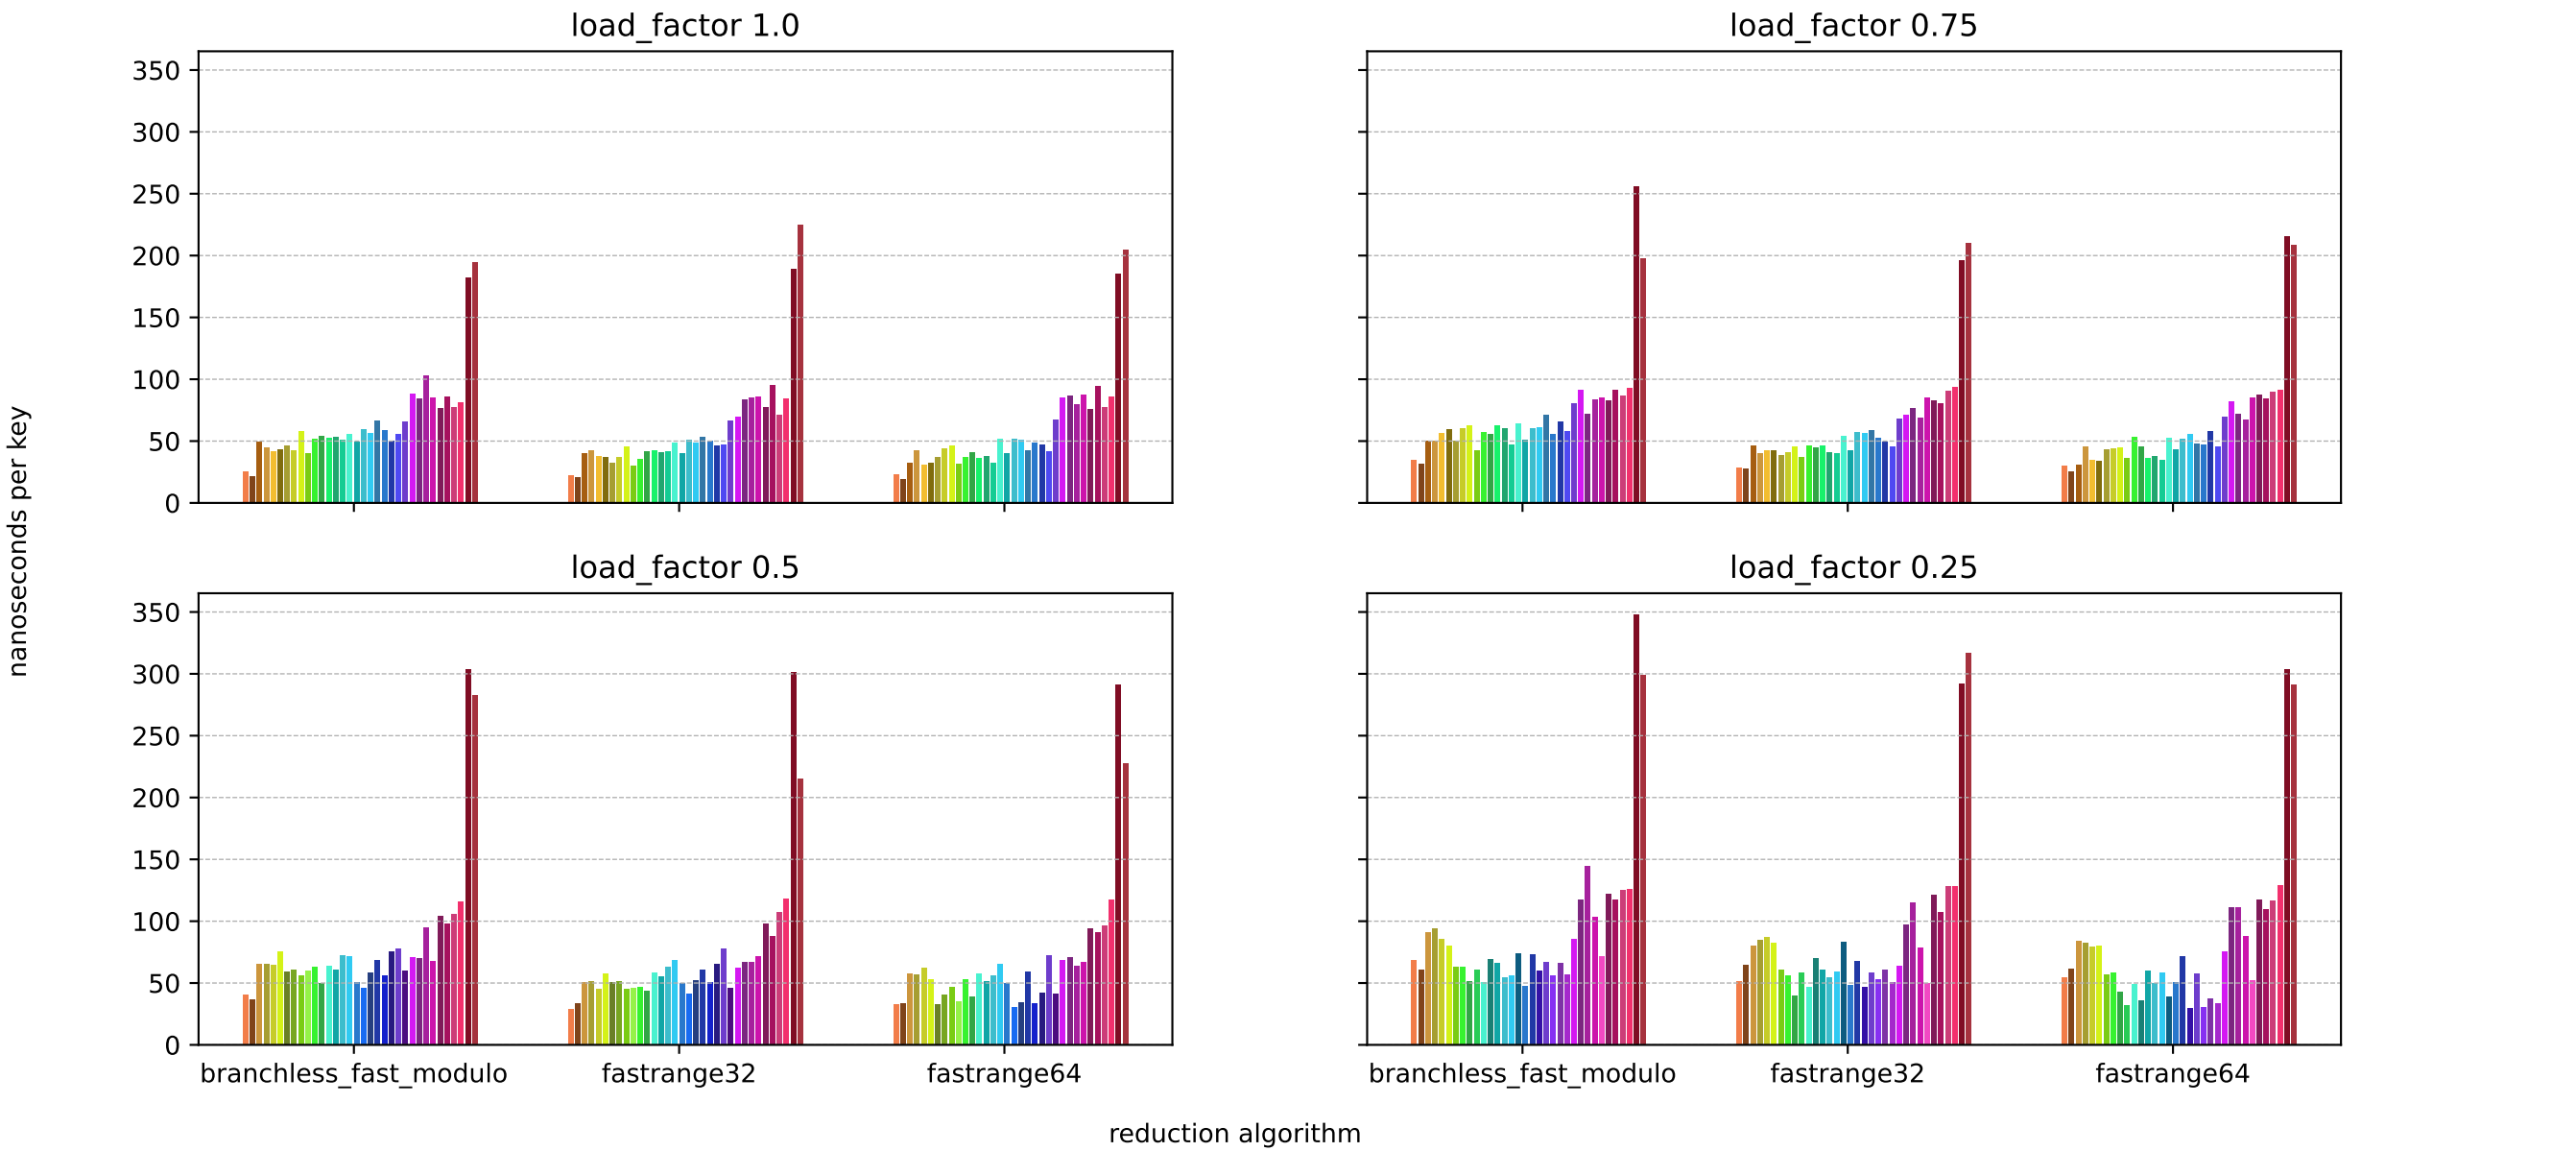 load_factor 1.0
load_factor 0.75
350
300
250
200
150
100
50
0
nanoseconds per key
load_factor 0.5
load_factor 0.25
350
300
250
200
150
100
50
0
branchless_fast_modulo
fastrange32
fastrange64
branchless_fast_modulo
fastrange32
fastrange64
reduction algorithm